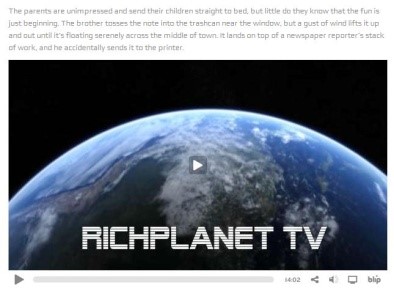 The parents are unimpressed and send their children straight to bed, but little do they know that the fun is
just beginning. The brother tosses the note into the trashcan near the window, but a gust of wind lifts it up
and out until it's floating serenely across the middle of town. It lands on top of a newspaper reporter's stack
of work, and he accidentally sends it to the printer.
RICHPLANET TV
14:02
blip